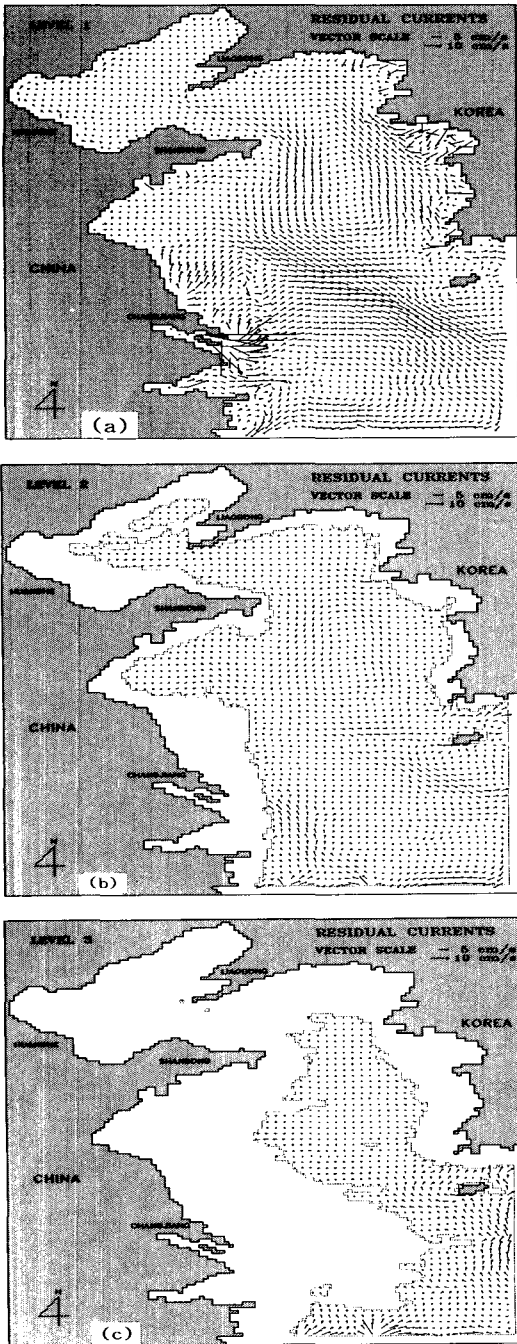 LEVEL 1
RESIDUAL CURRENTS
VECTOR SCALE
5 cm/s
10 cm/s
LIAODONG
KOREA
SHANDONG
CHINA
CHANGJIANG
N
(a)
LEVEL 2
RESIDUAL CURRENTS
VECTOR SCALE
5 cm/s
10 cm/s
LIAODONG
KOREA
HUANGHE
SHANDONG
CHINA
CHANGJIANG
N
(b)
LEVEL 3
RESIDUAL CURRENTS
VECTOR SCALE
5 cm/s
10 cm/s
LIAODONG
KOREA
HUANGHE
SHANDONG
CHINA
CHANGJIANG
N
(c)